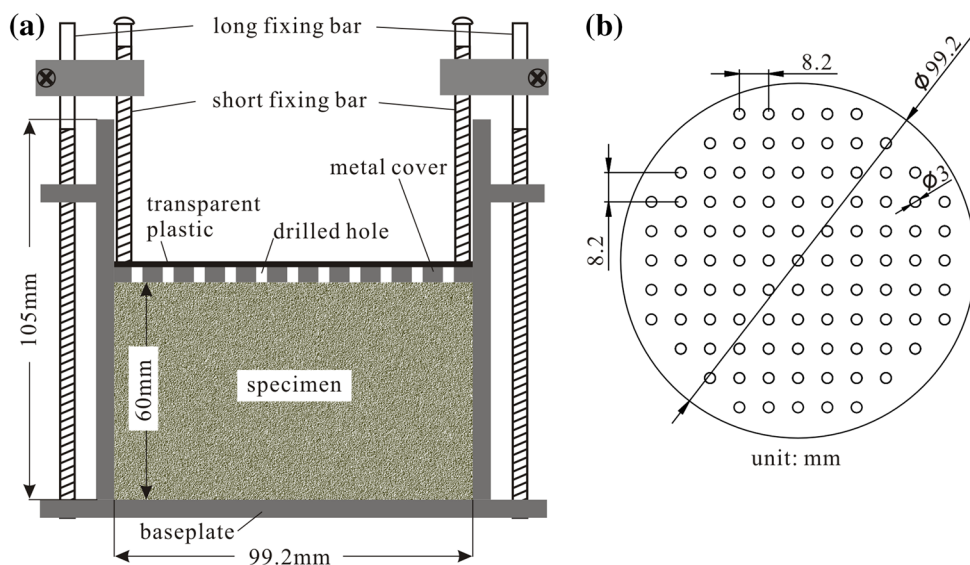 (a)
long fixing bar
short fixing bar
metal cover
transparent
plastic
drilled hole
105mm
60mm
specimen
baseplate
99.2mm
(b)
8.2
Φ99.2
8.2
Φ3
unit: mm